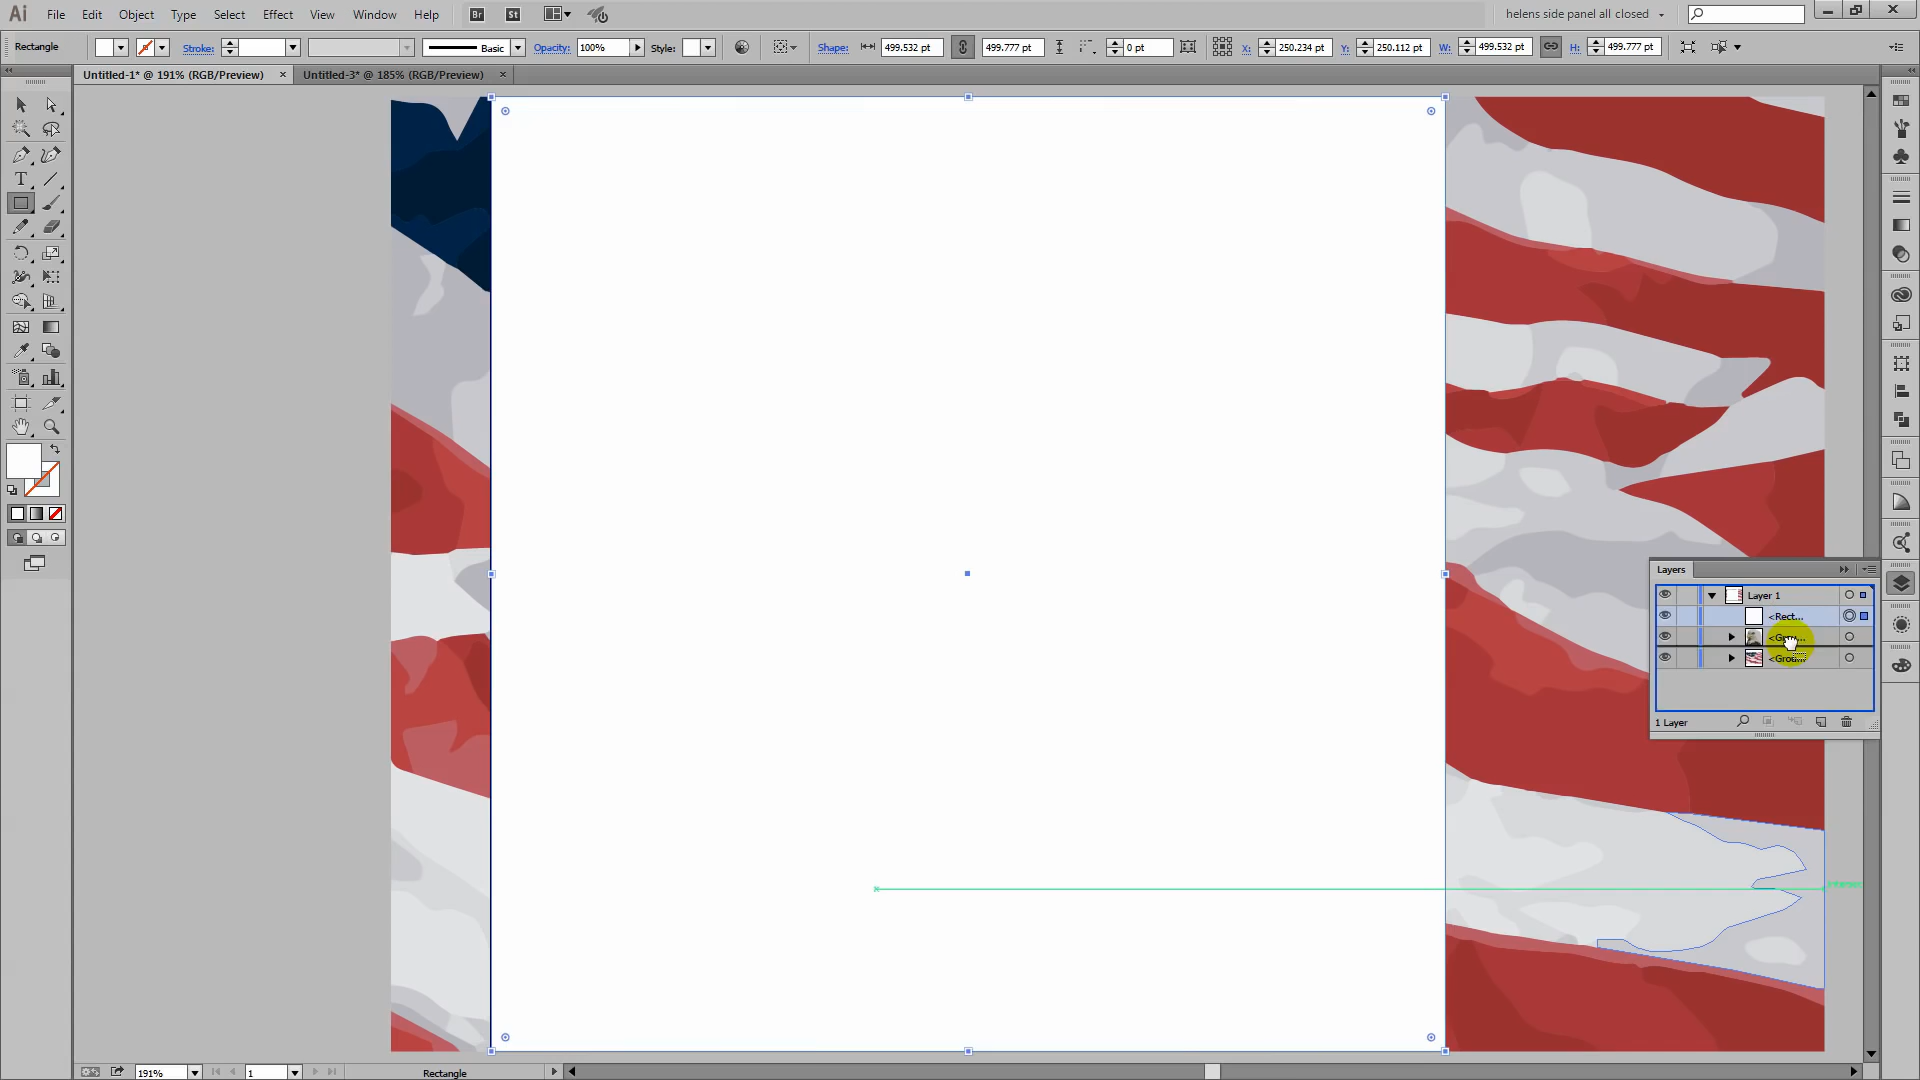 Ai File Edit Object Type Select Effect View Window Help Br St helens side panel all closed
Rectangle Stroke: Basic Opacity: 100% Style: Shape: 499.532 pt 499.777 pt 0 pt X: 250.234 pt Y: 250.112 pt W: 499.532 pt H: 499.777 pt
Untitled-1* @ 191% (RGB/Preview) Untitled-3* @ 185% (RGB/Preview)
Layers
Layer 1
<Rect...
1 Layer
191% 1 Rectangle